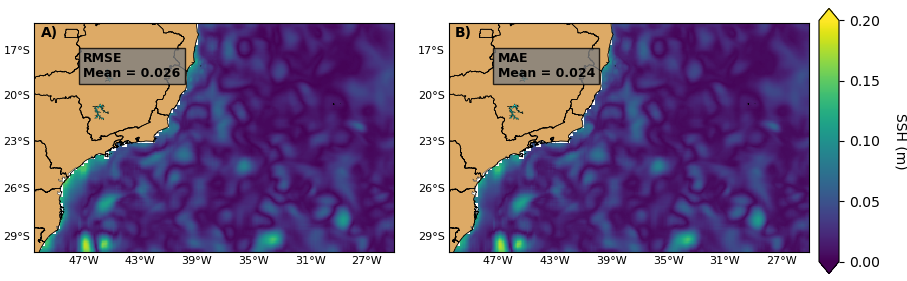 A)
RMSE
Mean = 0.026
17°S
20°S
23°S
26°S
29°S
47°W 43°W 39°W 35°W 31°W 27°W
B)
MAE
Mean = 0.024
17°S
20°S
23°S
26°S
29°S
47°W 43°W 39°W 35°W 31°W 27°W
0.20
0.15
0.10
0.05
0.00
SSH (m)